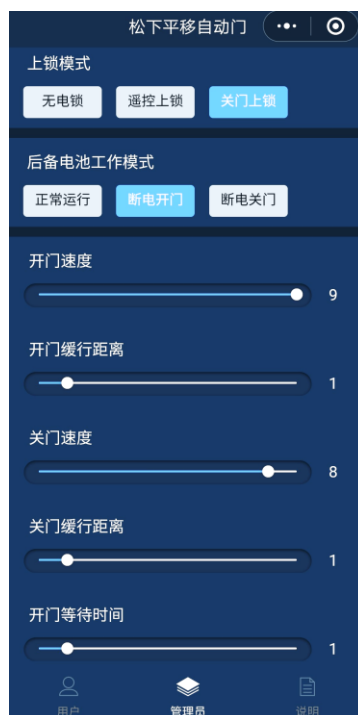 松下平移自动门
上锁模式
无电锁 遥控上锁 关门上锁
后备电池工作模式
正常运行 断电开门 断电关门
开门速度
9
开门缓行距离
1
关门速度
8
关门缓行距离
1
开门等待时间
1
用户 管理员 说明